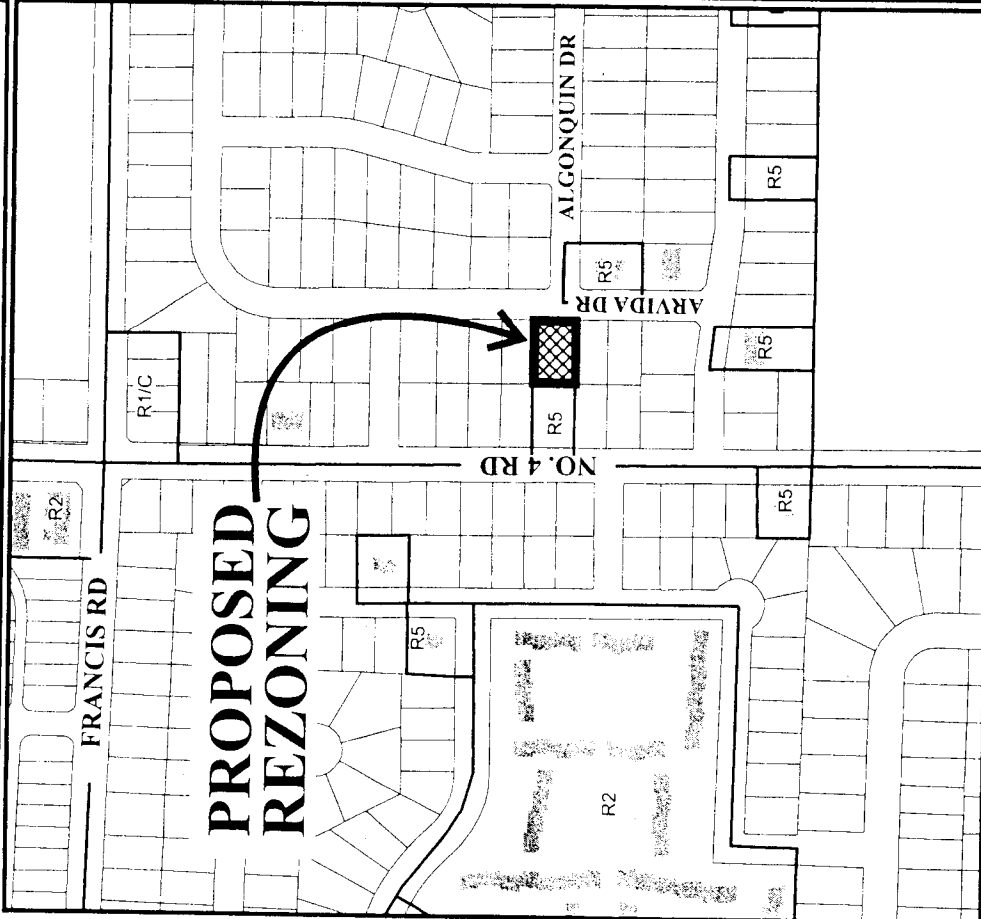 ALGONQUIN DR
R5
R5
ARVIDA DR
R1/C
R5
R5
NO. 4 RD
R2
PROPOSED
REZONING
R5
FRANCIS RD
R5
R2